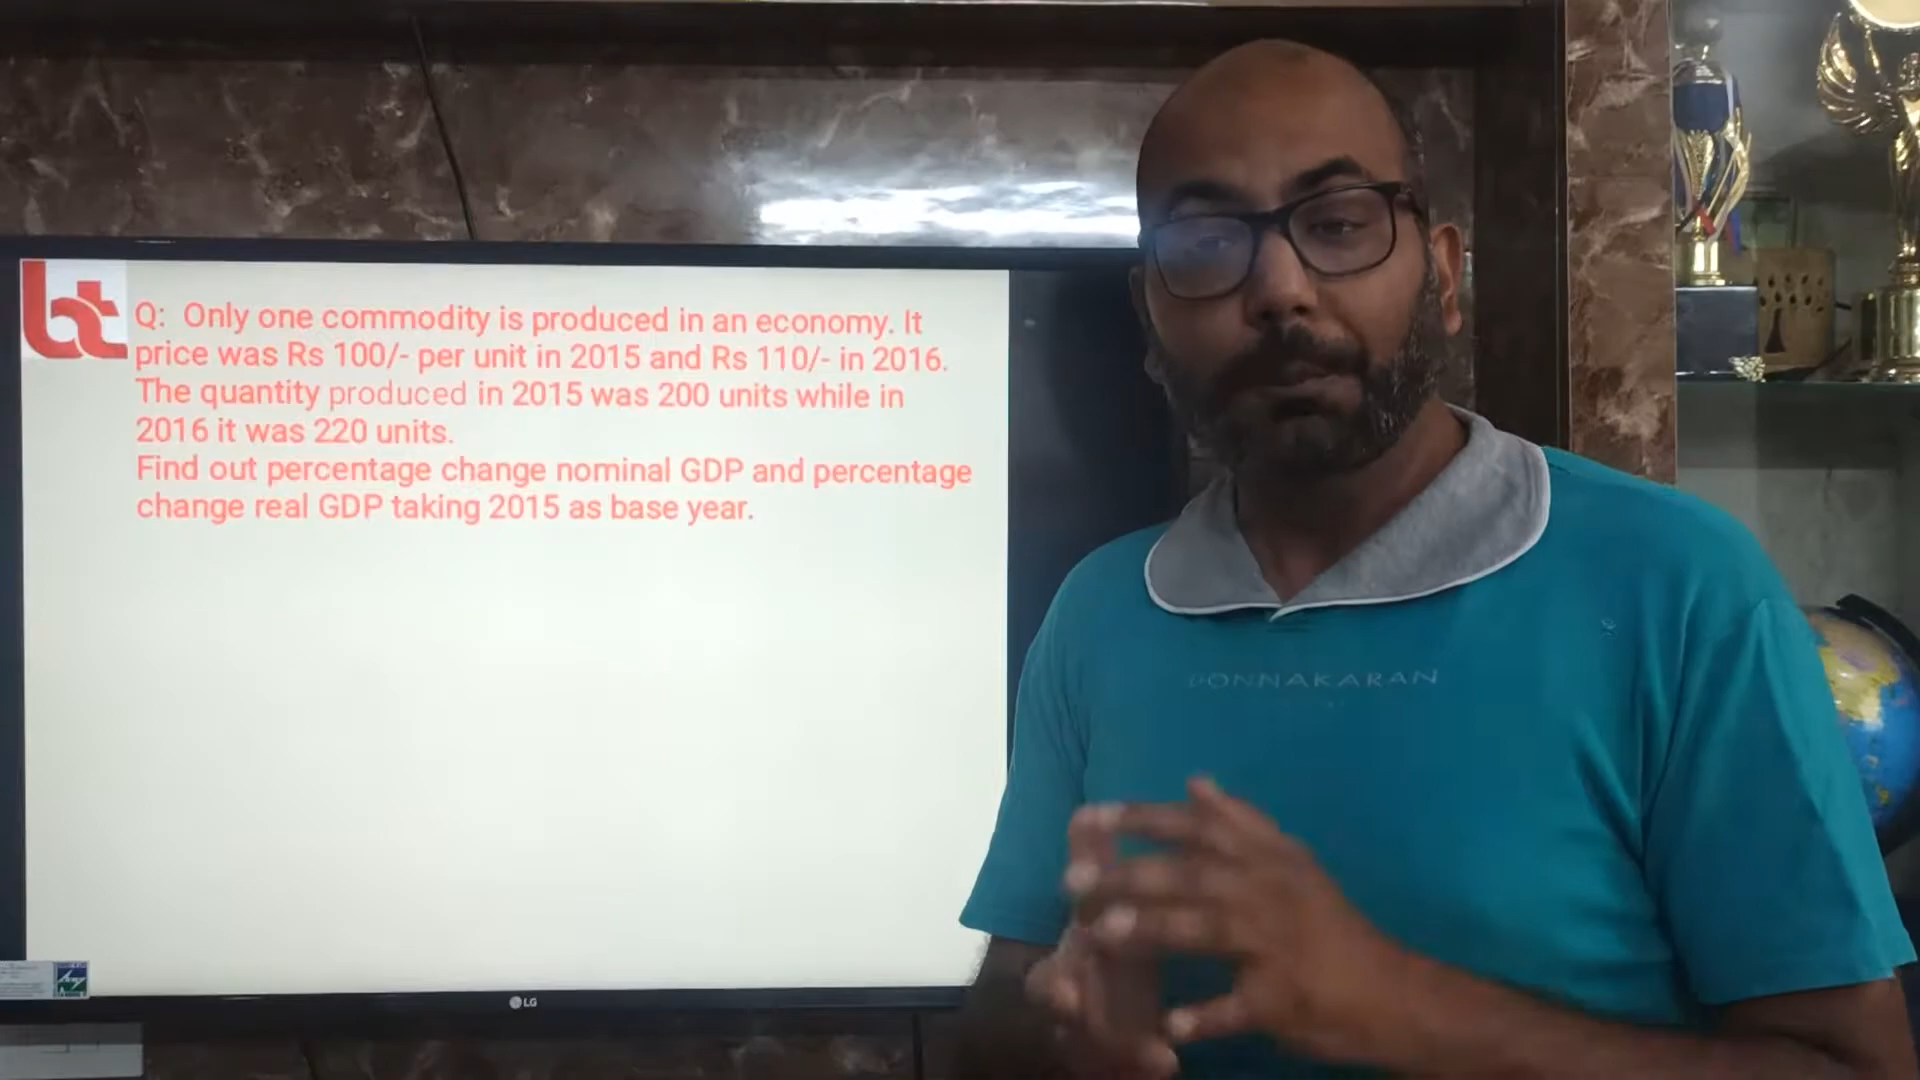 bt
Q: Only one commodity is produced in an economy. It
price was Rs 100/- per unit in 2015 and Rs 110/- in 2016.
The quantity produced in 2015 was 200 units while in
2016 it was 220 units.
Find out percentage change nominal GDP and percentage
change real GDP taking 2015 as base year.
DONNAKARAN
LG